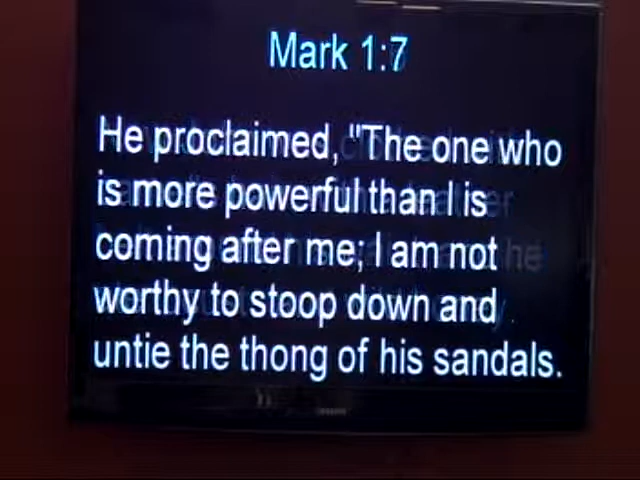 Mark 1:7
He proclaimed, "The one who
is more powerful than I is
coming after me; I am not
worthy to stoop down and
untie the thong of his sandals.